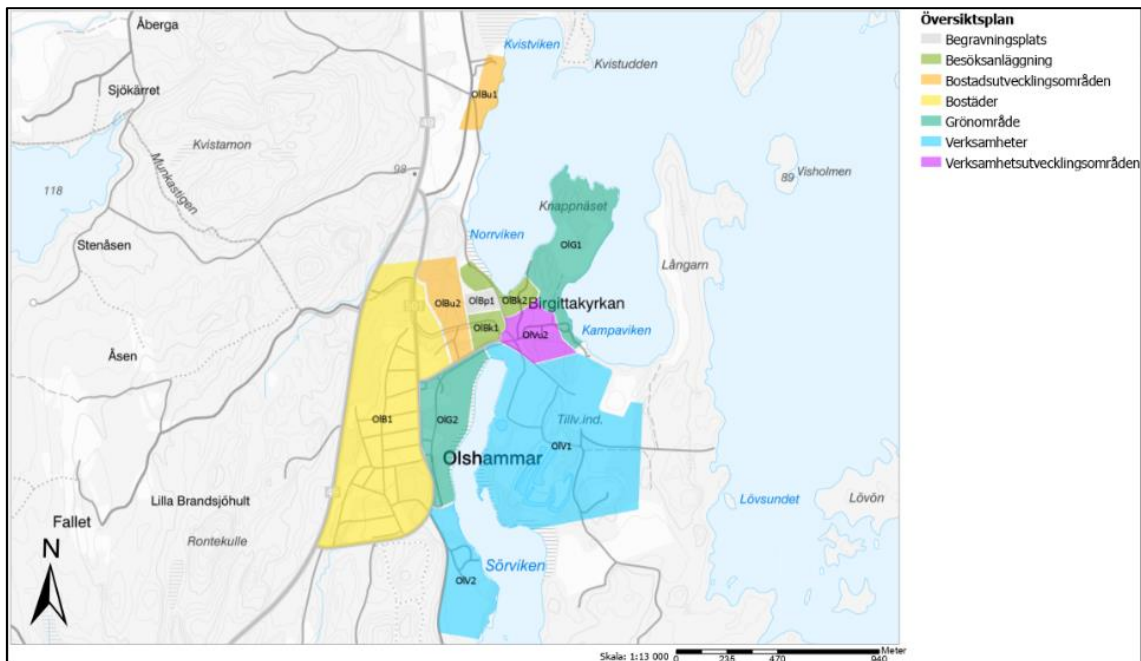 Översiktsplan
Begravningsplats
Besöksanläggning
Bostadsutvecklingsområden
Bostäder
Grönområde
Verksamheter
Verksamhetsutvecklingsområden
Åberga
Kvistviken
Kvistudden
Sjökärret
OlBu1
Kvistamon
Munkastigen
98
89
Visholmen
118
Knappnäset
Norrviken
Stenåsen
OlG1
Långarn
OlBu2
OlBp1
OlBk2
Birgittakyrkan
OlBk1
OlVu2
Kampaviken
Åsen
OlB1
OlG2
Tillv.ind.
OlV1
Olshammar
Lilla Brandsjöhult
Lövsundet
Lövön
Fallet
Rontekulle
N
Sörviken
OlV2
Skala: 1:13 000
0
235
470
940
Meter